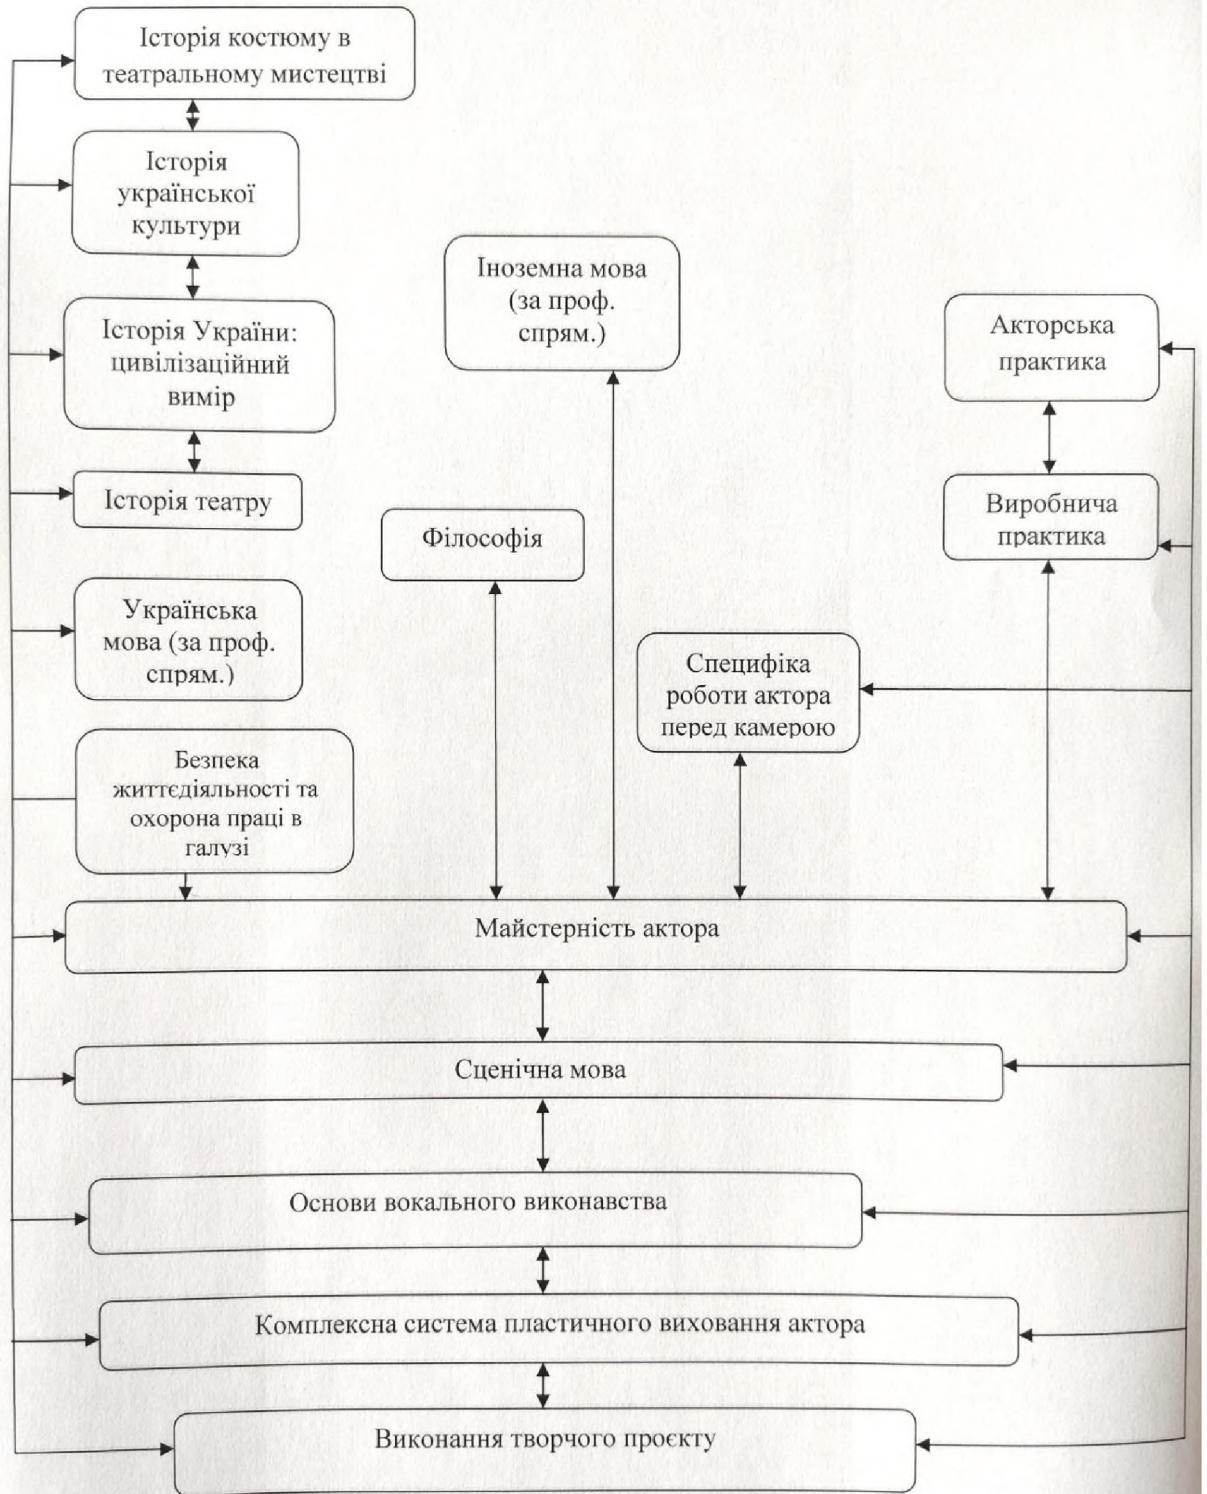 Історія костюму в
театральному мистецтві
Історія
української
культури
Історія України:
цивілізаційний
вимір
Історія театру
Українська
мова (за проф.
спрям.)
Безпека
життєдіяльності та
охорона праці в
галузі
Філософія
Іноземна мова
(за проф.
спрям.)
Специфіка
роботи актора
перед камерою
Акторська
практика
Виробнича
практика
Майстерність актора
Сценічна мова
Основи вокального виконавства
Комплексна система пластичного виховання актора
Виконання творчого проєкту